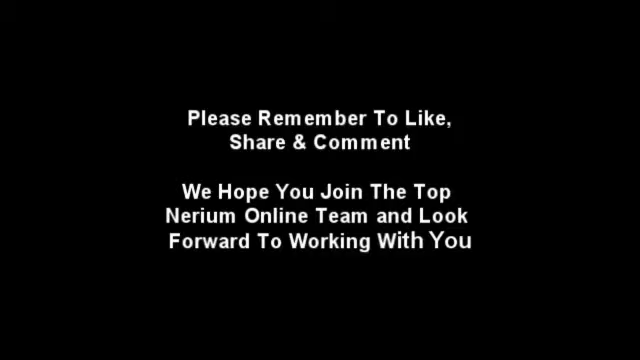 Please Remember To Like,
Share & Comment
We Hope You Join The Top
Nerium Online Team and Look
Forward To Working With You